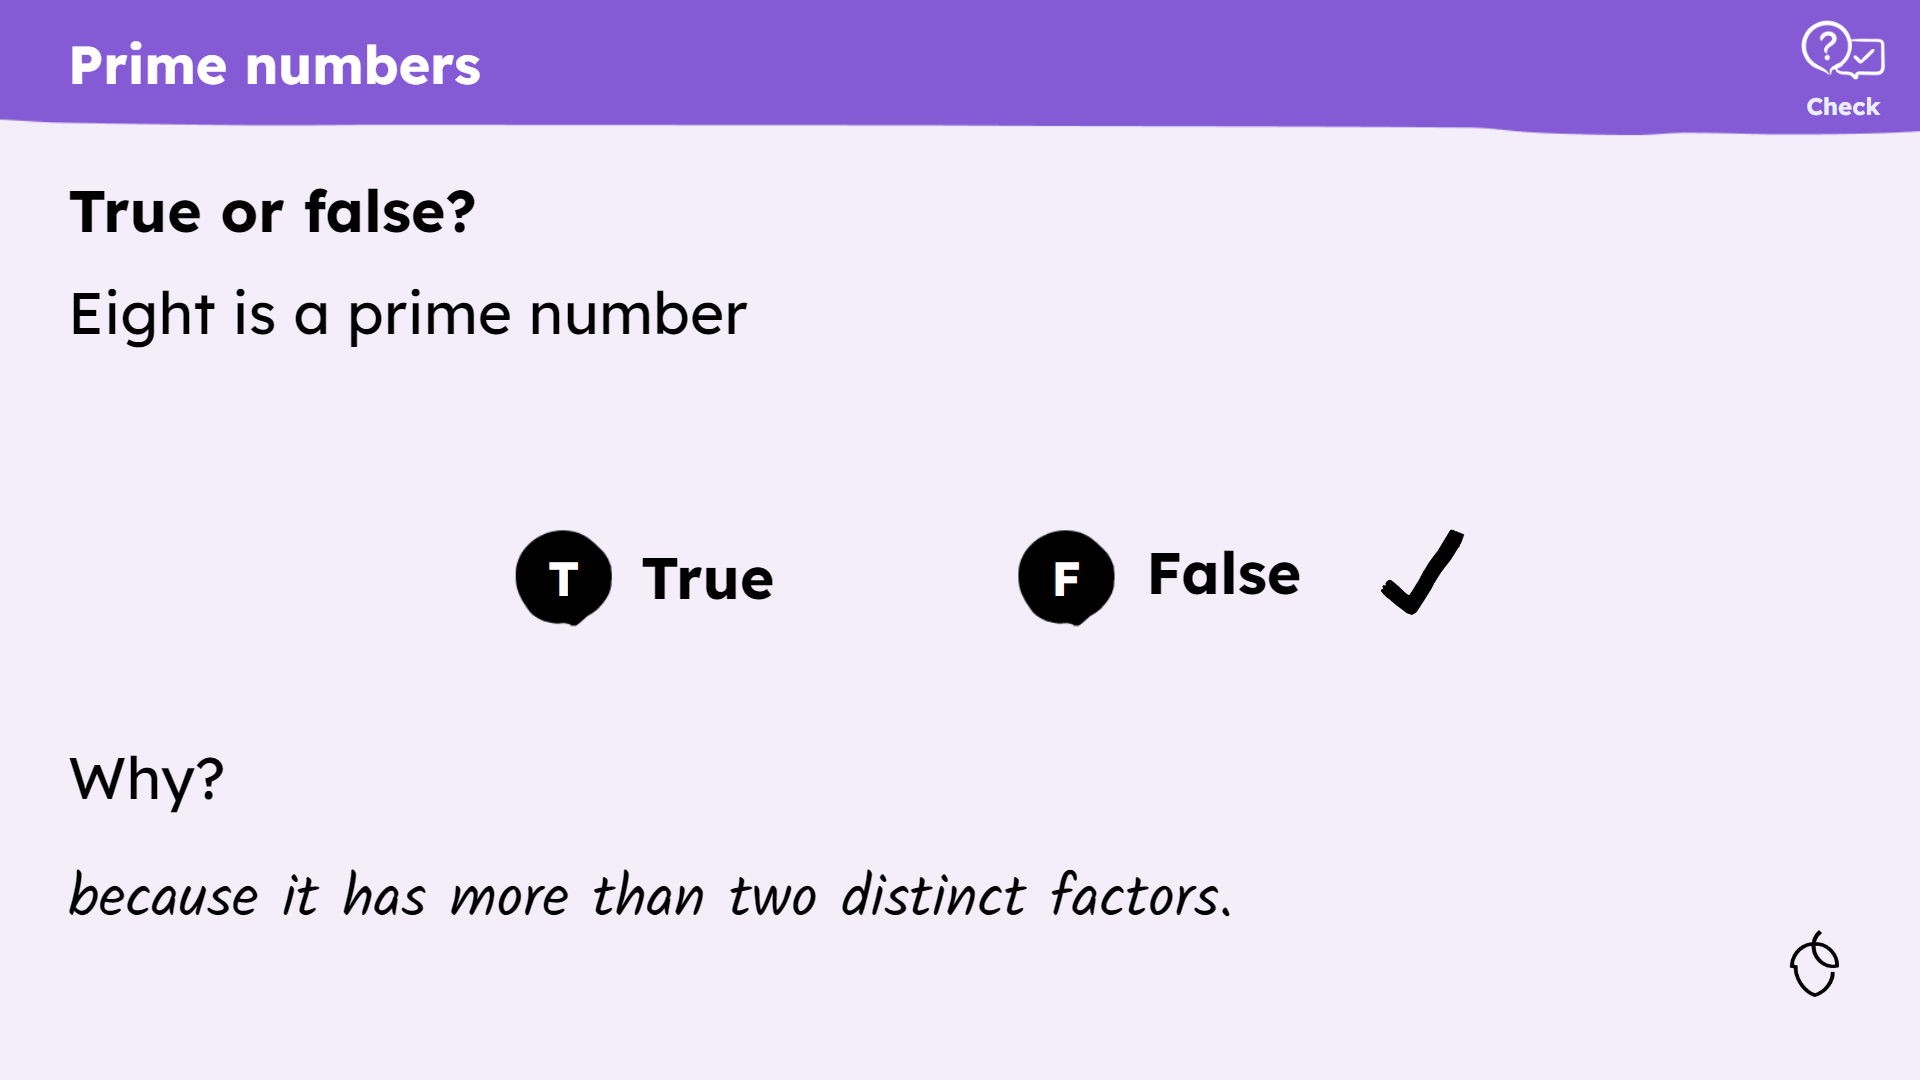 Prime numbers
Check
True or false?
Eight is a prime number
T True
F False
Why?
because it has more than two distinct factors.